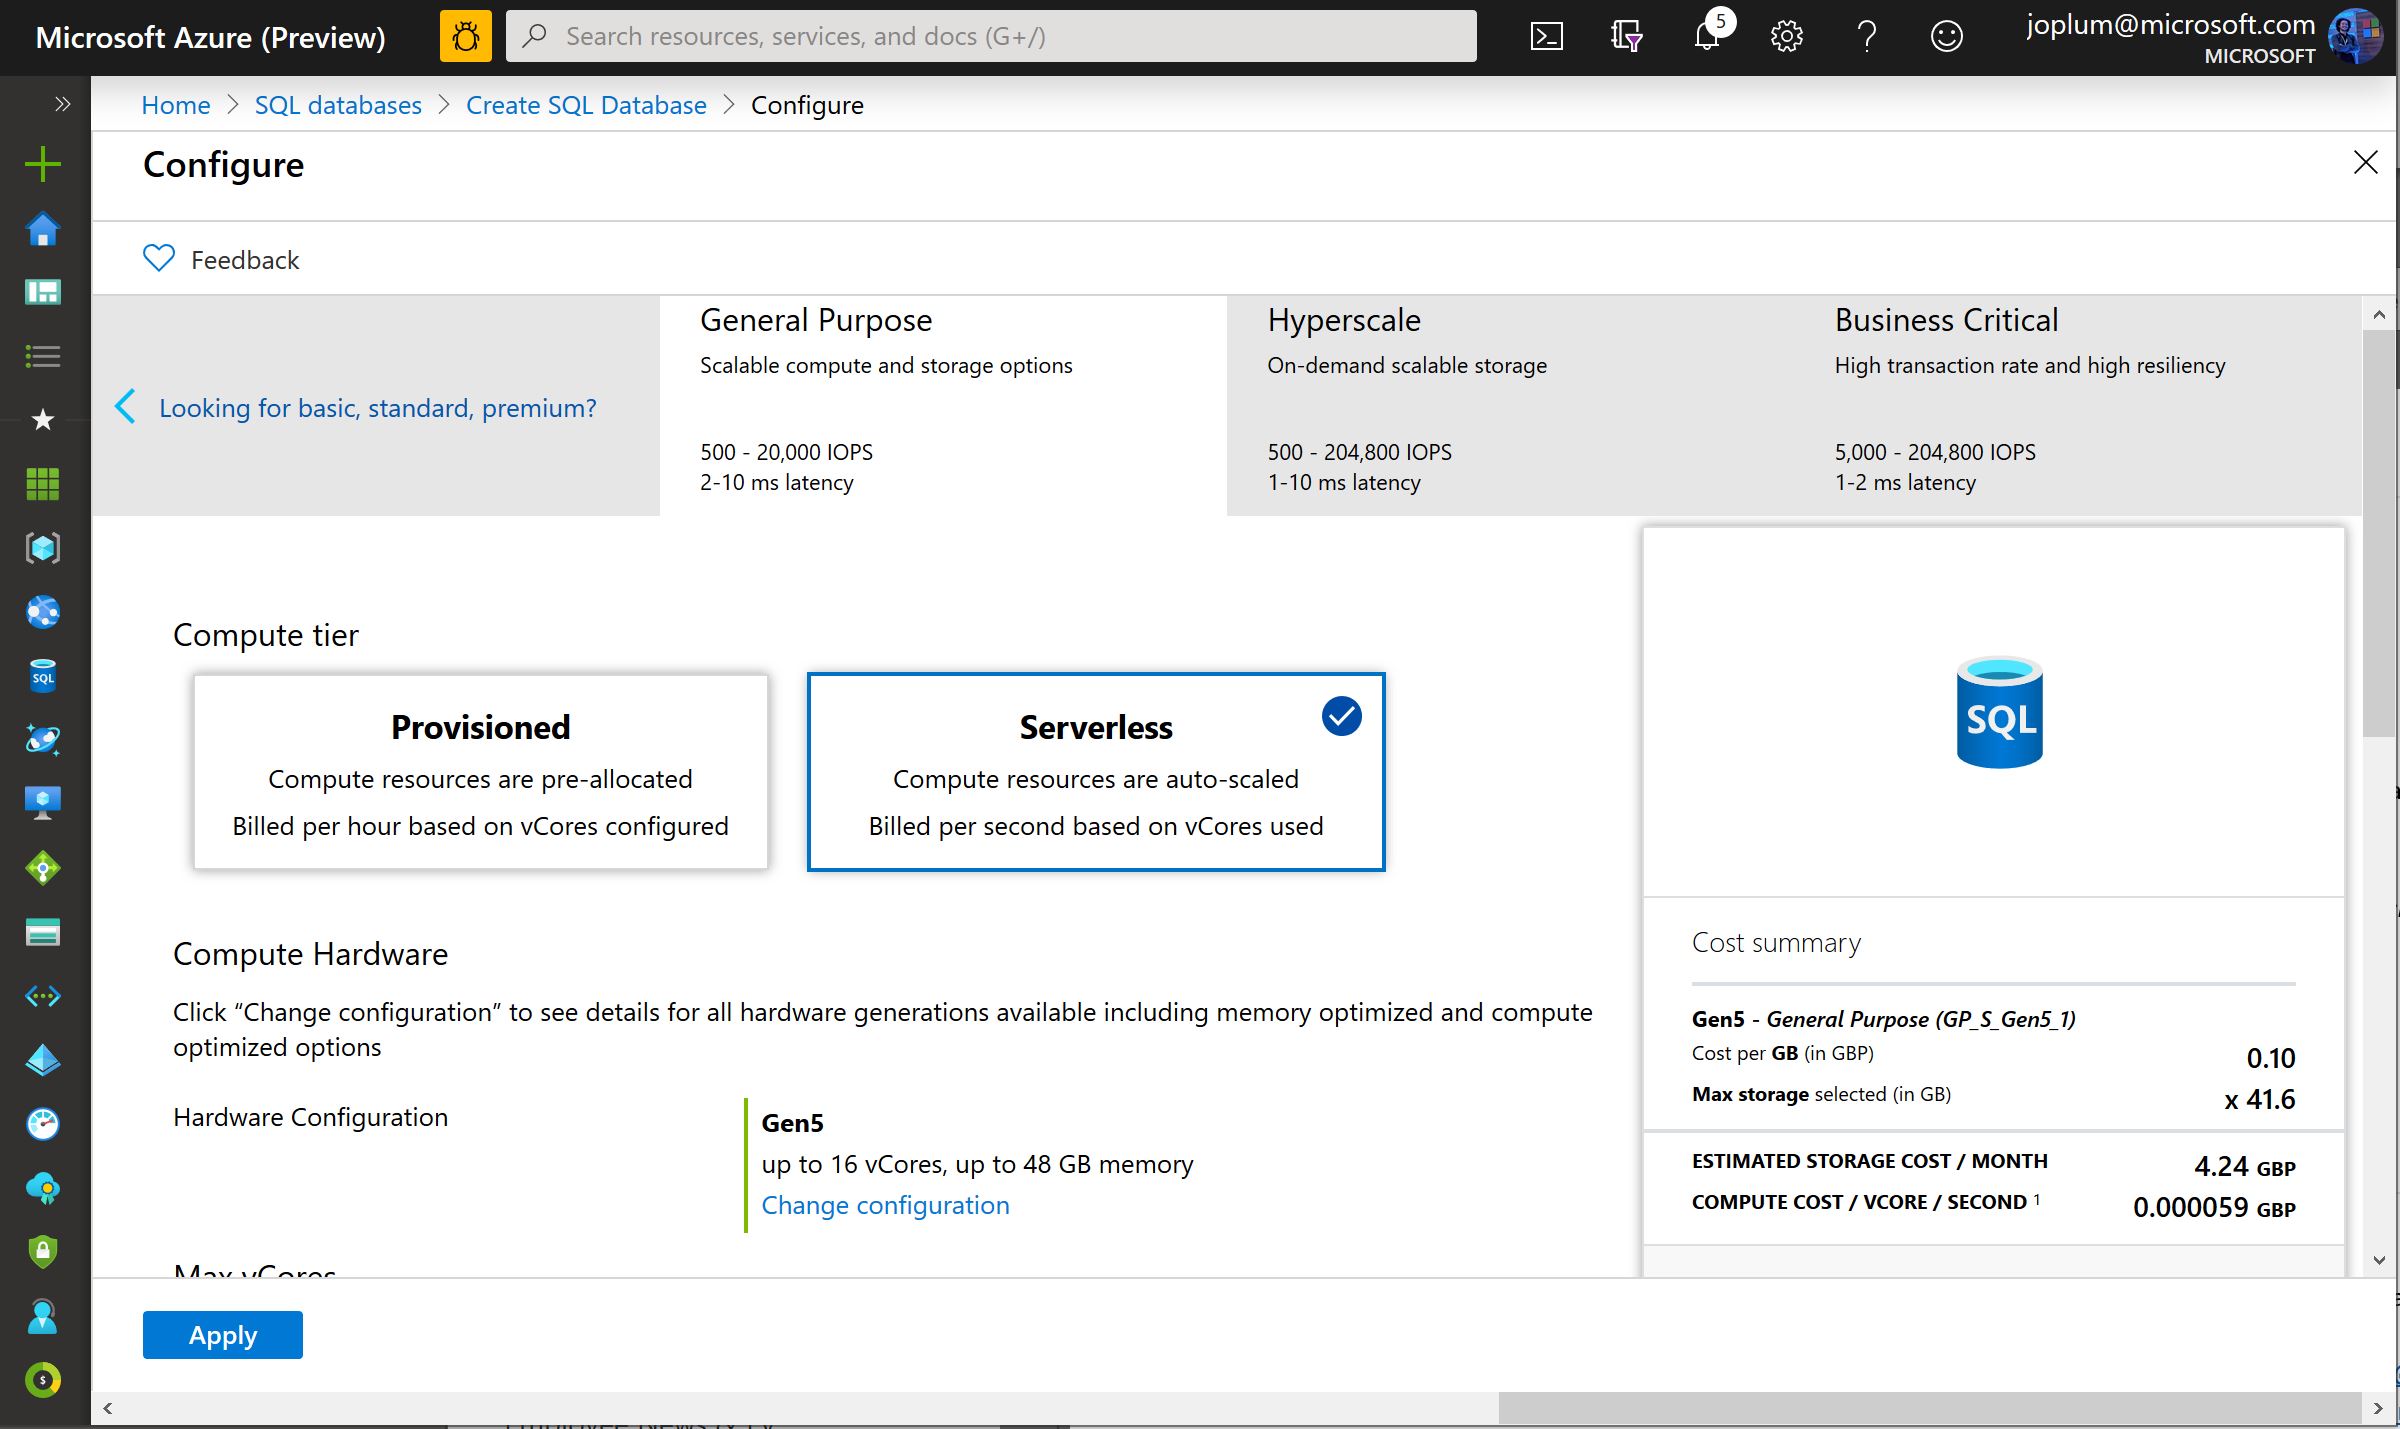 Microsoft Azure (Preview)
Search resources, services, and docs (G+/)
5
joplum@microsoft.com
MICROSOFT
Home > SQL databases > Create SQL Database > Configure
Configure
Feedback
Looking for basic, standard, premium?
General Purpose
Scalable compute and storage options
500 - 20,000 IOPS
2-10 ms latency
Hyperscale
On-demand scalable storage
500 - 204,800 IOPS
1-10 ms latency
Business Critical
High transaction rate and high resiliency
5,000 - 204,800 IOPS
1-2 ms latency
Compute tier
Provisioned
Compute resources are pre-allocated
Billed per hour based on vCores configured
Serverless
Compute resources are auto-scaled
Billed per second based on vCores used
Compute Hardware
Click “Change configuration” to see details for all hardware generations available including memory optimized and compute
optimized options
Hardware Configuration
Gen5
up to 16 vCores, up to 48 GB memory
Change configuration
Max vCores
SQL
SQL
Cost summary
Gen5 - General Purpose (GP_S_Gen5_1)
Cost per GB (in GBP) 0.10
Max storage selected (in GB) x 41.6
ESTIMATED STORAGE COST / MONTH 4.24 GBP
COMPUTE COST / VCORE / SECOND ¹ 0.000059 GBP
Apply